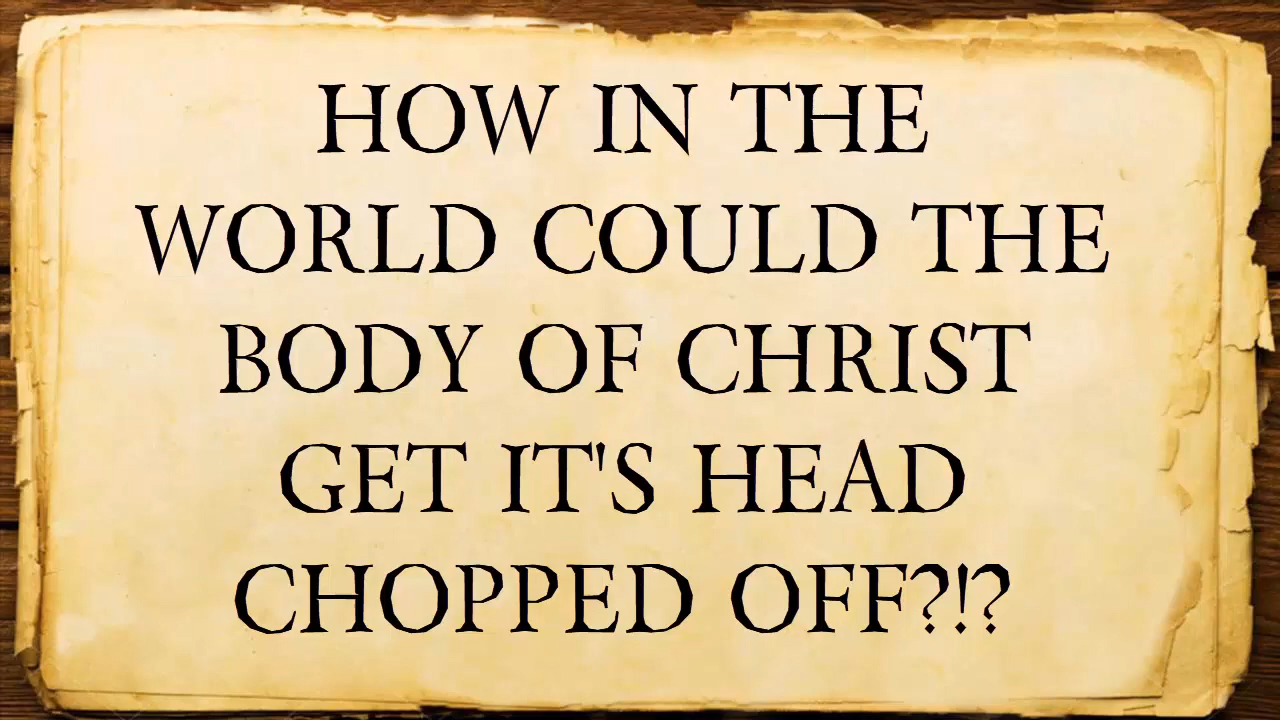 HOW IN THE
WORLD COULD THE
BODY OF CHRIST
GET IT'S HEAD
CHOPPED OFF?!?